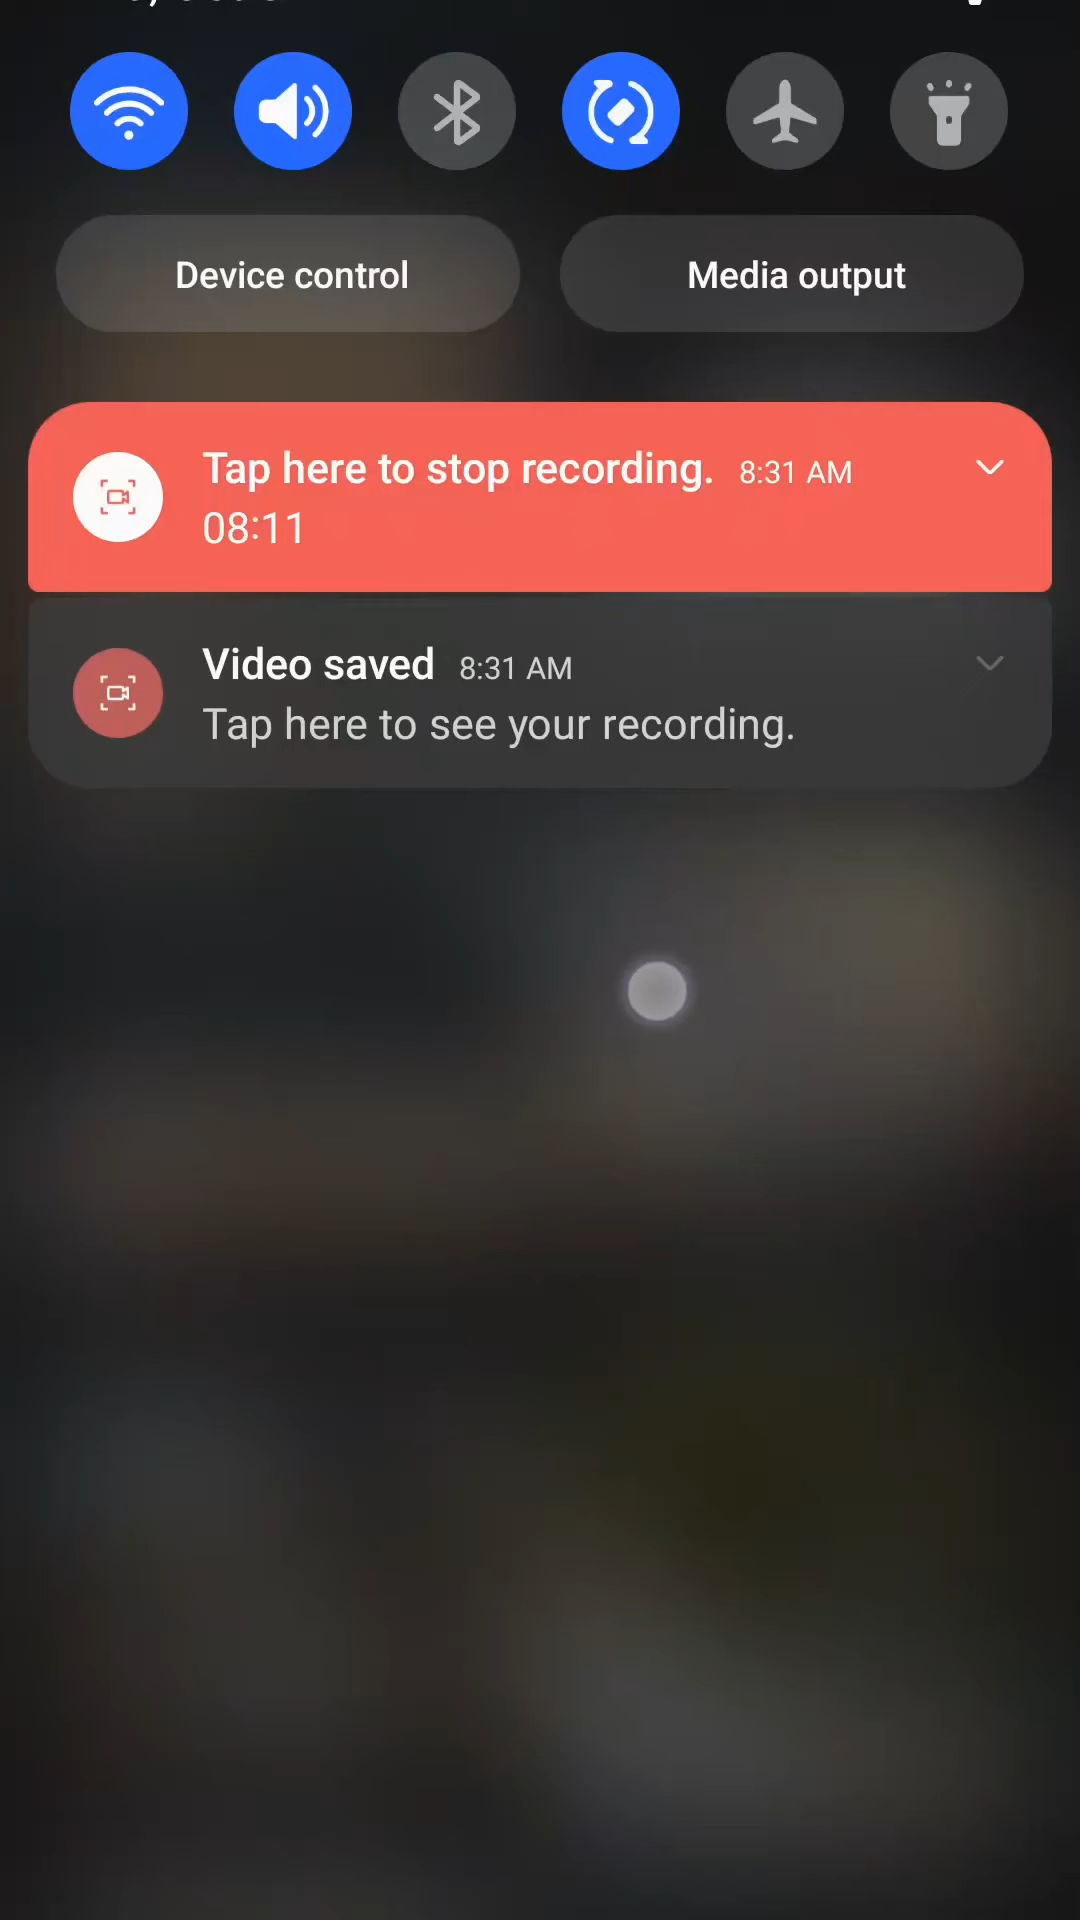 Device control
Media output
Tap here to stop recording. 8:31 AM
08:11
Video saved 8:31 AM
Tap here to see your recording.